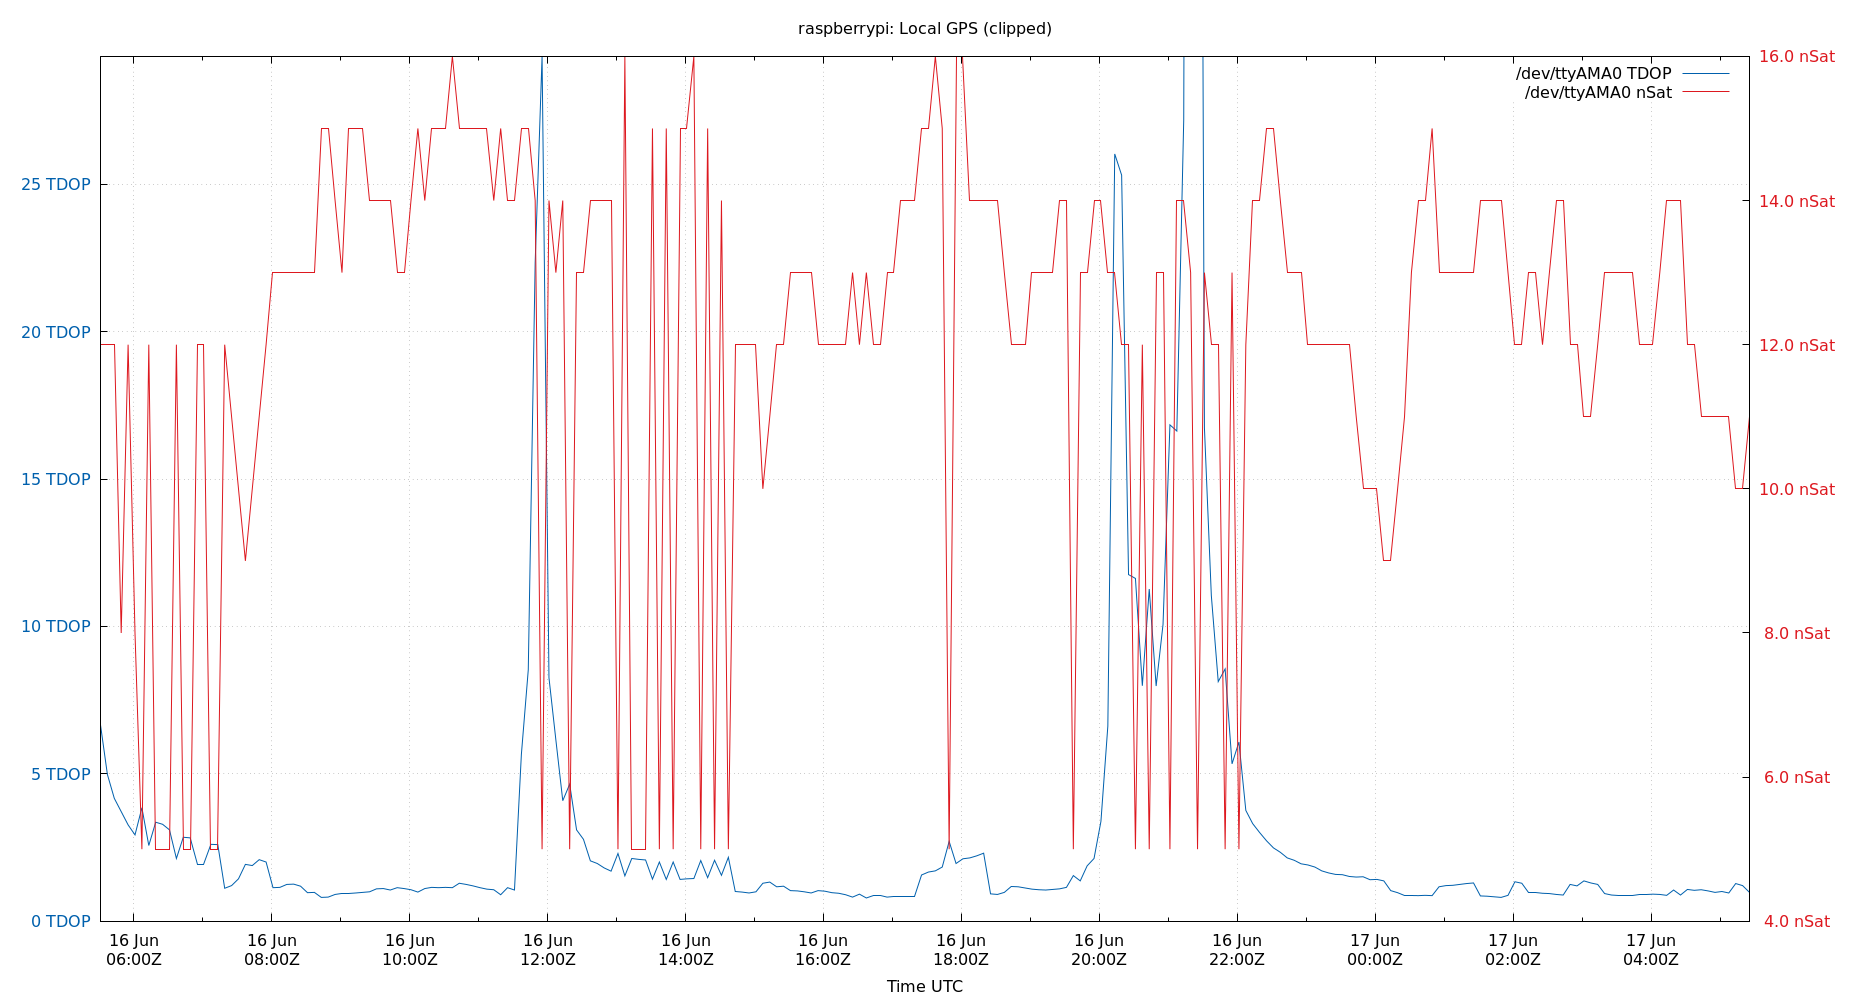 raspberrypi: Local GPS (clipped)
16.0 nSat
/dev/ttyAMA0 TDOP
/dev/ttyAMA0 nSat
25 TDOP
14.0 nSat
20 TDOP
12.0 nSat
15 TDOP
10.0 nSat
10 TDOP
8.0 nSat
5 TDOP
6.0 nSat
0 TDOP
4.0 nSat
16 Jun
06:00Z
16 Jun
08:00Z
16 Jun
10:00Z
16 Jun
12:00Z
16 Jun
14:00Z
16 Jun
16:00Z
16 Jun
18:00Z
16 Jun
20:00Z
16 Jun
22:00Z
17 Jun
00:00Z
17 Jun
02:00Z
17 Jun
04:00Z
Time UTC